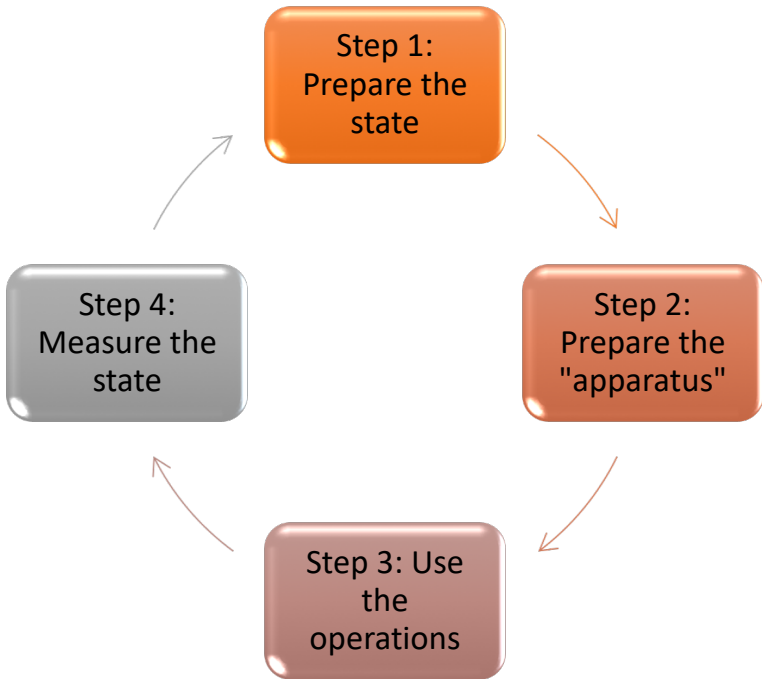 Step 1:
Prepare the
state
Step 2:
Prepare the
"apparatus"
Step 3: Use
the
operations
Step 4:
Measure the
state